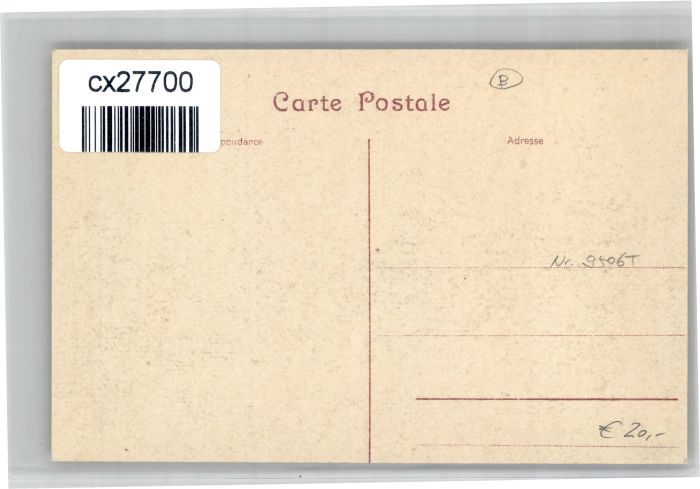 cx27700
B
Carte Postale
pondance
Adresse
Nr. 9506T
€ 20,-